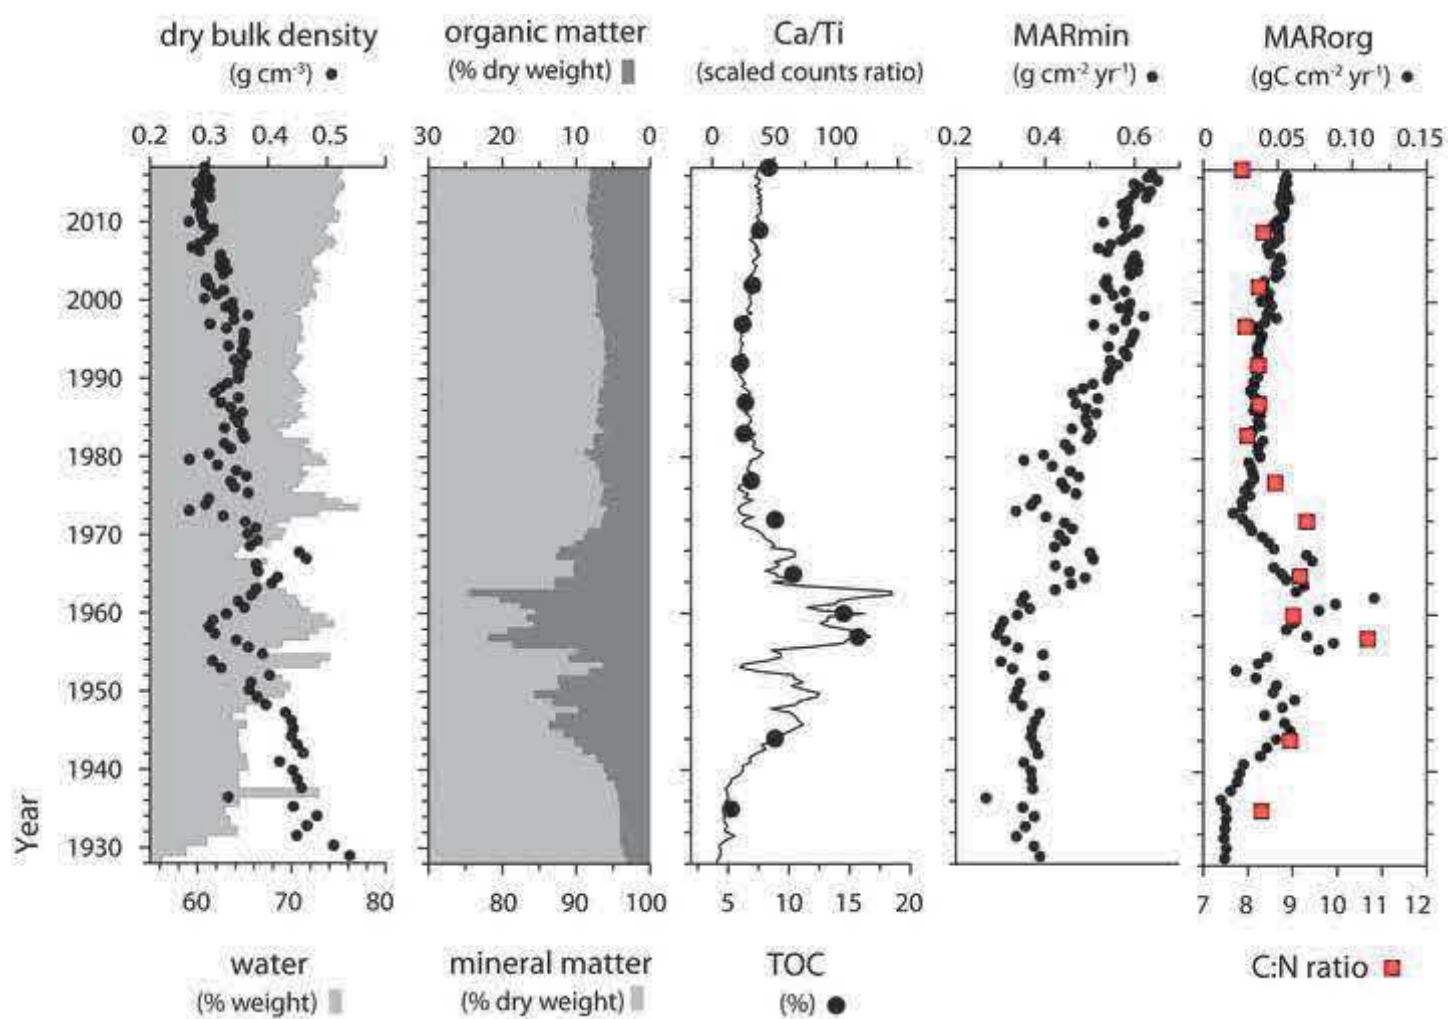 dry bulk density
(g cm⁻³) ●
organic matter
(% dry weight)
Ca/Ti
(scaled counts ratio)
MARmin
(g cm⁻² yr⁻¹) ●
MARorg
(gC cm⁻² yr⁻¹) ●
0.2 0.3 0.4 0.5
30 20 10 0
0 50 100
0.2 0.4 0.6
0 0.05 0.10 0.15
2010
2000
1990
1980
1970
1960
1950
1940
1930
Year
60 70 80
80 90 100
5 10 15 20
7 8 9 10 11 12
water
(% weight)
mineral matter
(% dry weight)
TOC
(%) ●
C:N ratio